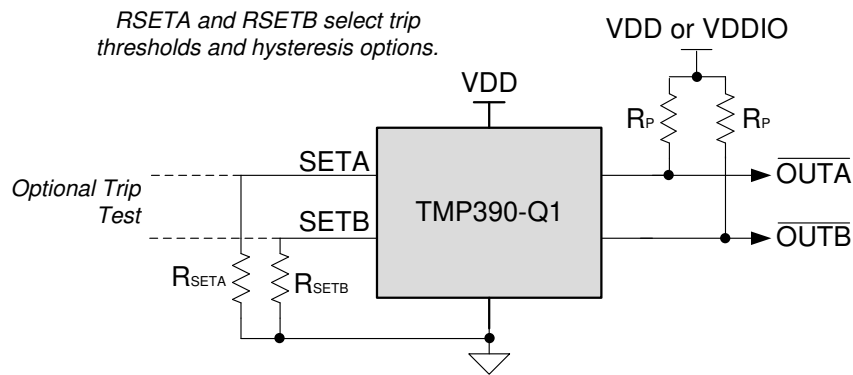 RSETA and RSETB select trip
thresholds and hysteresis options.
VDD or VDDIO
VDD
RP
RP
SETA
OUTA
Optional Trip
Test
TMP390-Q1
SETB
OUTB
RSETA
RSETB